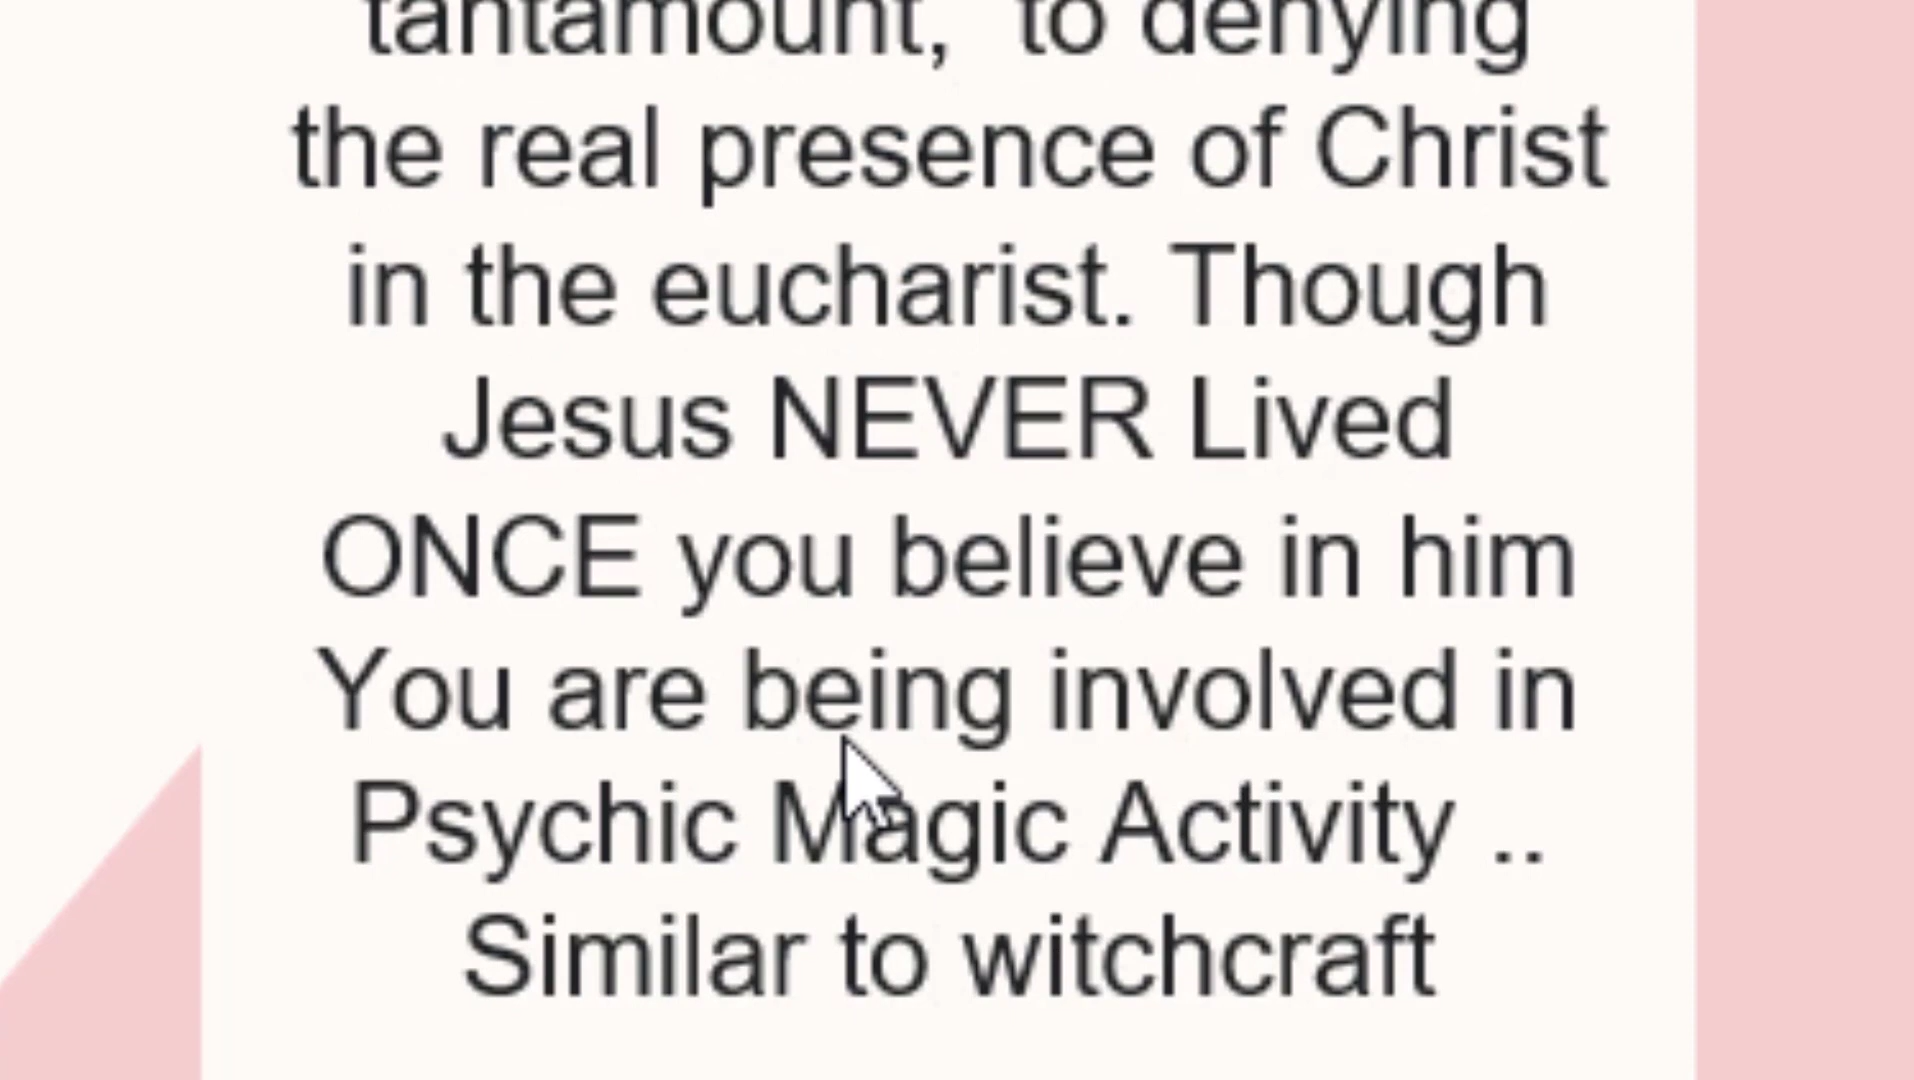 tantamount, to denying
the real presence of Christ
in the eucharist. Though
Jesus NEVER Lived
ONCE you believe in him
You are being involved in
Psychic Magic Activity ..
Similar to witchcraft